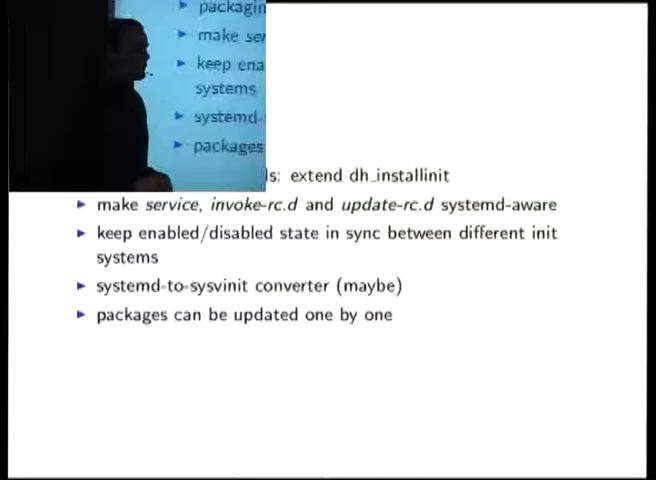 ▶ packagin
▶ make ser
▶ keep ena
systems
▶ systemd-
▶ packages
ls: extend dh_installinit
▶ make service, invoke-rc.d and update-rc.d systemd-aware
▶ keep enabled/disabled state in sync between different init
systems
▶ systemd-to-sysvinit converter (maybe)
▶ packages can be updated one by one